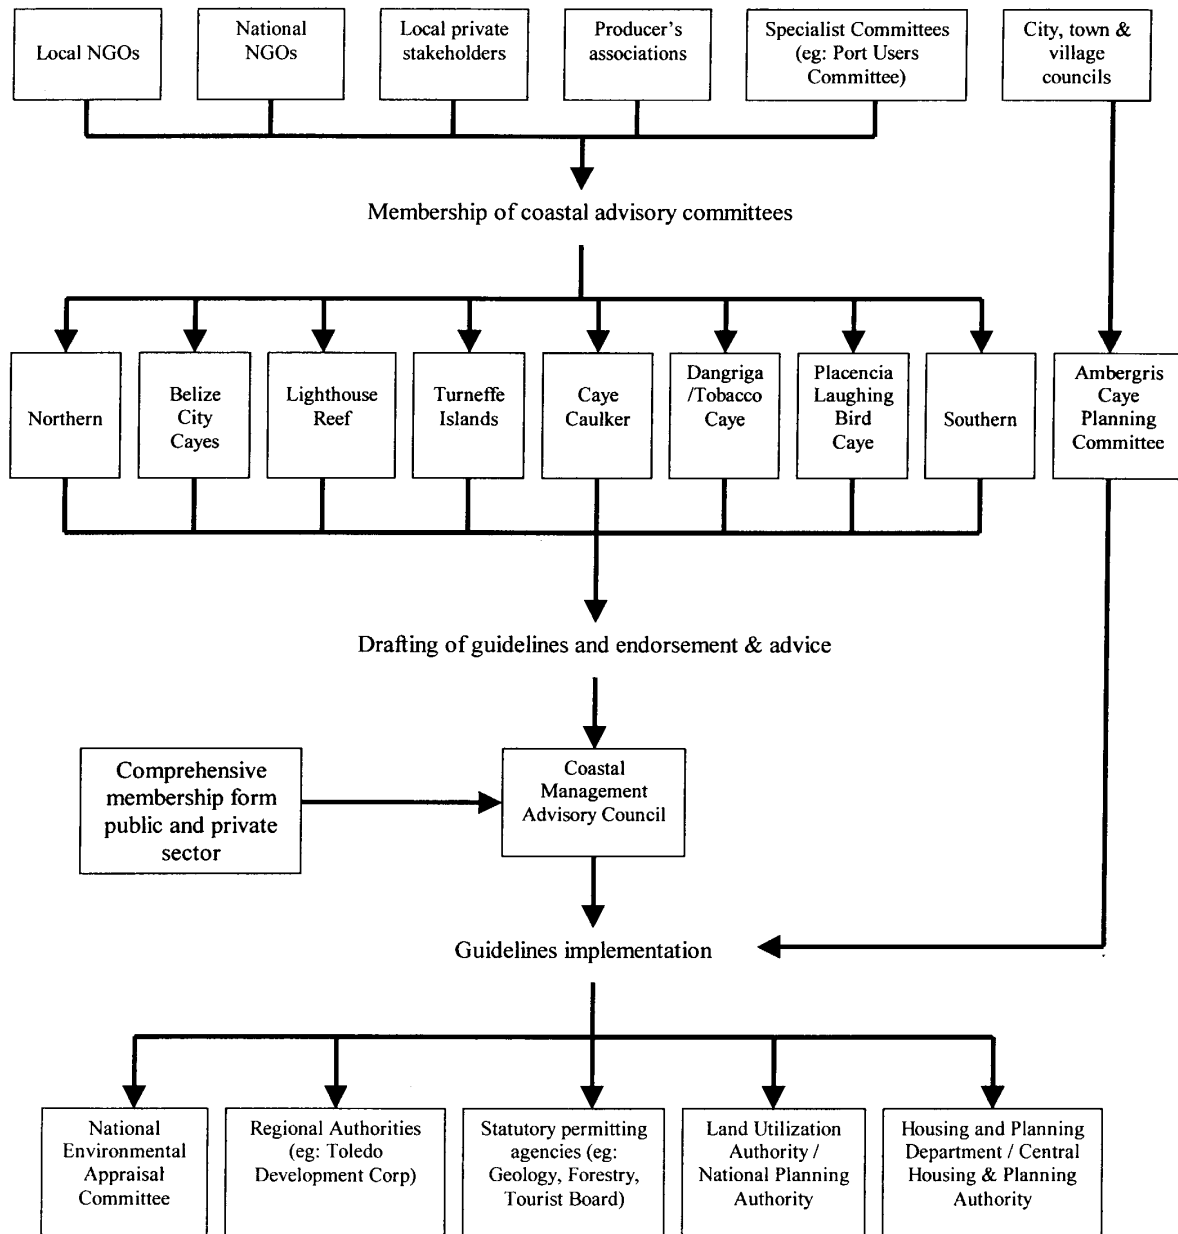 Local NGOs
National
NGOs
Local private
stakeholders
Producer's
associations
Specialist Committees
(eg: Port Users
Committee)
City, town &
village
councils
Membership of coastal advisory committees
Northern
Belize
City
Cayes
Lighthouse
Reef
Turneffe
Islands
Caye
Caulker
Dangriga
/Tobacco
Caye
Placencia
Laughing
Bird
Caye
Southern
Ambergris
Caye
Planning
Committee
Drafting of guidelines and endorsement & advice
Comprehensive
membership form
public and private
sector
Coastal
Management
Advisory Council
Guidelines implementation
National
Environmental
Appraisal
Committee
Regional Authorities
(eg: Toledo
Development Corp)
Statutory permitting
agencies (eg:
Geology, Forestry,
Tourist Board)
Land Utilization
Authority /
National Planning
Authority
Housing and Planning
Department / Central
Housing & Planning
Authority